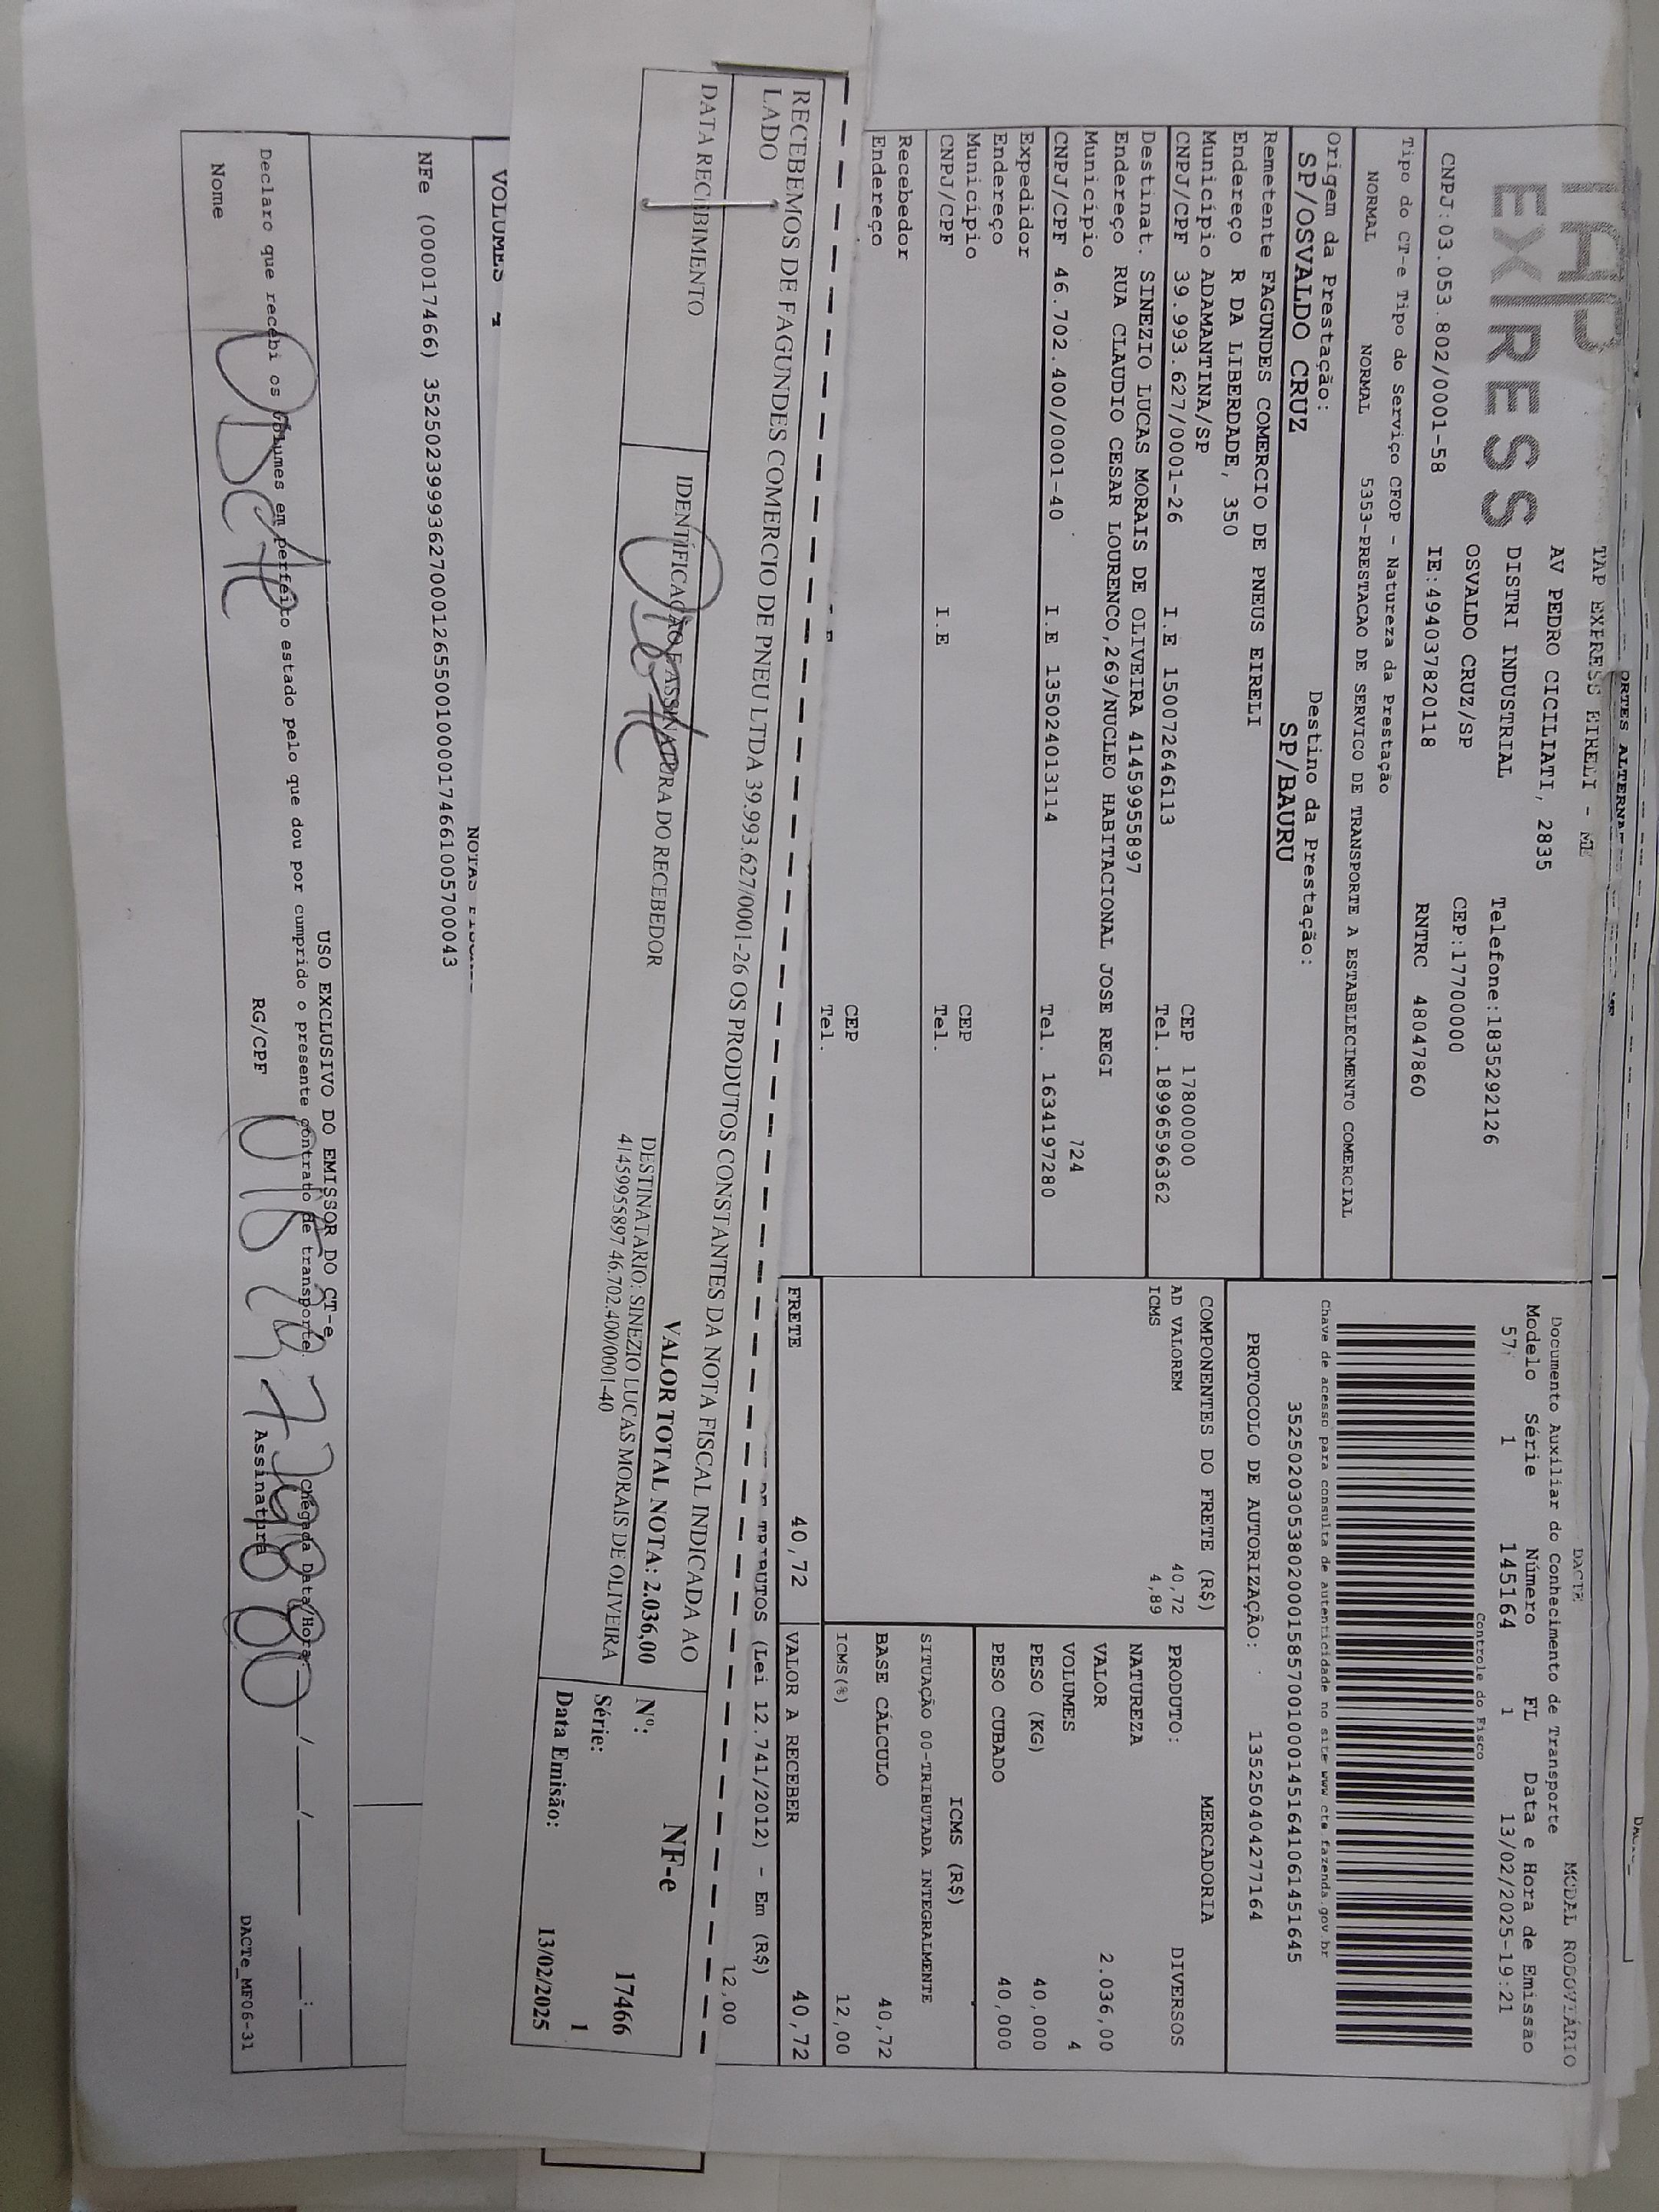 TAP EXPRESS
TAP EXPRESS EIRELI - ME
AV PEDRO CICILIATI, 2835
DISTRI INDUSTRIAL
Telefone:1835292126
OSVALDO CRUZ/SP
CEP:17700000
CNPJ:03.053.802/0001-58
IE:494037820118
RNTRC 48047860
Tipo do CT-e Tipo do Serviço CFOP - Natureza da Prestação
NORMAL NORMAL 5353-PRESTACAO DE SERVICO DE TRANSPORTE A ESTABELECIMENTO COMERCIAL
Origem da Prestação: Destino da Prestação:
SP/OSVALDO CRUZ SP/BAURU
Remetente FAGUNDES COMERCIO DE PNEUS EIRELI
Endereço R DA LIBERDADE, 350
Município ADAMANTINA/SP CEP 17800000
CNPJ/CPF 39.993.627/0001-26 I.E 150072646113 Tel. 18996596362
Destinat. SINEZIO LUCAS MORAIS DE OLIVEIRA 41459955897
Endereço RUA CLAUDIO CESAR LOURENCO,269/NUCLEO HABITACIONAL JOSE REGI
Município 724
CNPJ/CPF 46.702.400/0001-40 I.E 135024013114 Tel. 1634197280
Expedidor
Endereço
Município CEP
CNPJ/CPF I.E Tel.
Recebedor
Endereço
CEP
Tel.
DACTE MODAL RODOVIÁRIO
Documento Auxiliar do Conhecimento de Transporte
Modelo Série Número FL Data e Hora de Emissão
57 1 145164 1 13/02/2025-19:21
Controle do Fisco
Chave de acesso para consulta de autenticidade no site www cte fazenda.gov.br
35250203053802000158570010001451641061451645
PROTOCOLO DE AUTORIZAÇÃO: 135250404277164
COMPONENTES DO FRETE (R$)
AD VALOREM 40,72
ICMS 4,89
MERCADORIA
PRODUTO: DIVERSOS
NATUREZA
VALOR 2.036,00
VOLUMES 4
PESO (KG) 40,000
PESO CUBADO 40,000
ICMS (R$)
SITUAÇÃO 00-TRIBUTADA INTEGRALMENTE
BASE CÁLCULO 40,72
ICMS(%) 12,00
FRETE 40,72 VALOR A RECEBER 40,72
DE TRIBUTOS (Lei 12.741/2012) - Em (R$) 12,00
RECEBEMOS DE FAGUNDES COMERCIO DE PNEU LTDA 39.993.627/0001-26 OS PRODUTOS CONSTANTES DA NOTA FISCAL INDICADA AO
LADO
VALOR TOTAL NOTA: 2.036,00
DATA RECEBIMENTO
IDENTIFICAÇÃO E ASSINATURA DO RECEBEDOR
DESTINATARIO: SINEZIO LUCAS MORAIS DE OLIVEIRA
41459955897 46.702.400/0001-40
NF-e
Nº: 17466
Série: 1
Data Emissão: 13/02/2025
VOLUMES
NFe (000017466) 35250239993627000126550010000174661005700043
USO EXCLUSIVO DO EMISSOR DO CT-e
Declaro que recebi os volumes em perfeito estado pelo que dou por cumprido o presente contrato de transporte.
Chegada Data/Hora:
Nome RG/CPF Assinatura
DACTe_MF06-31